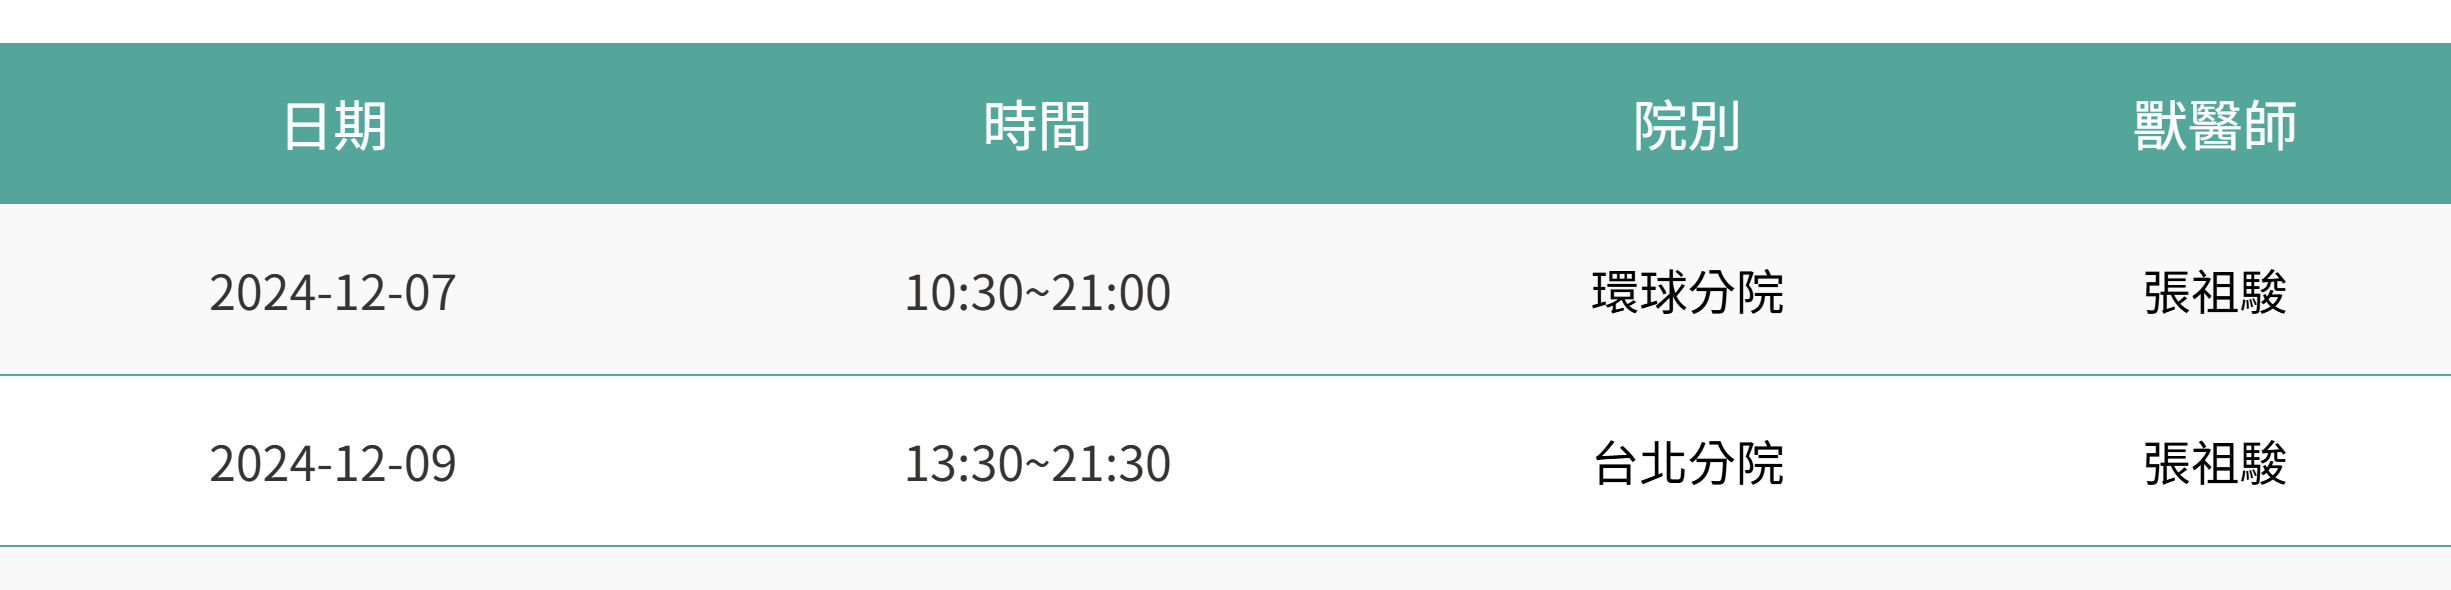 日期 時間 院別 獸醫師
2024-12-07 10:30~21:00 環球分院 張祖駿
2024-12-09 13:30~21:30 台北分院 張祖駿